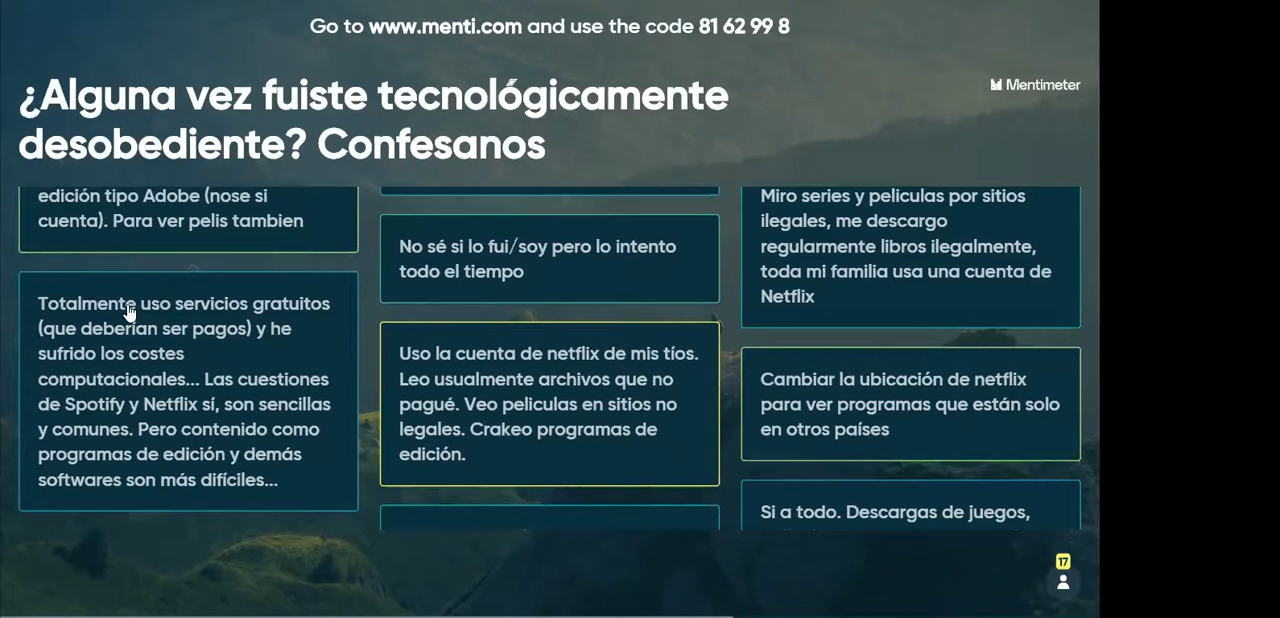 Go to www.menti.com and use the code 81 62 99 8
¿Alguna vez fuiste tecnológicamente
desobediente? Confesanos
Mentimeter
edición tipo Adobe (nose si
cuenta). Para ver pelis tambien
Totalmente uso servicios gratuitos
(que deberían ser pagos) y he
sufrido los costes
computacionales... Las cuestiones
de Spotify y Netflix sí, son sencillas
y comunes. Pero contenido como
programas de edición y demás
softwares son más difíciles...
No sé si lo fui/soy pero lo intento
todo el tiempo
Uso la cuenta de netflix de mis tíos.
Leo usualmente archivos que no
pagué. Veo peliculas en sitios no
legales. Crakeo programas de
edición.
Miro series y peliculas por sitios
ilegales, me descargo
regularmente libros ilegalmente,
toda mi familia usa una cuenta de
Netflix
Cambiar la ubicación de netflix
para ver programas que están solo
en otros países
Si a todo. Descargas de juegos,
17